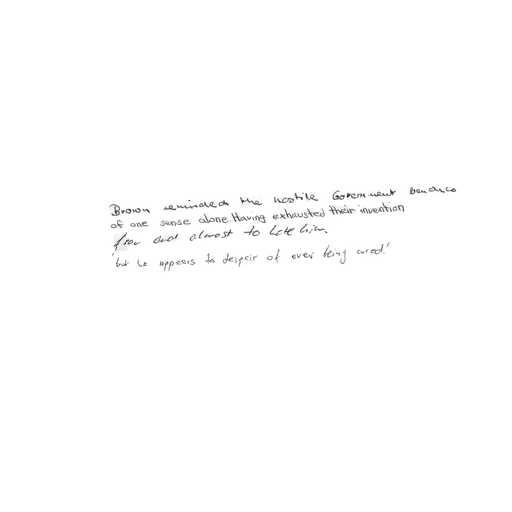 Brown reminded the hostile Government benches
of one sense alone. Having exhausted their invention
fear and almost to hate him.
'but he appears to despair of ever being cured!'